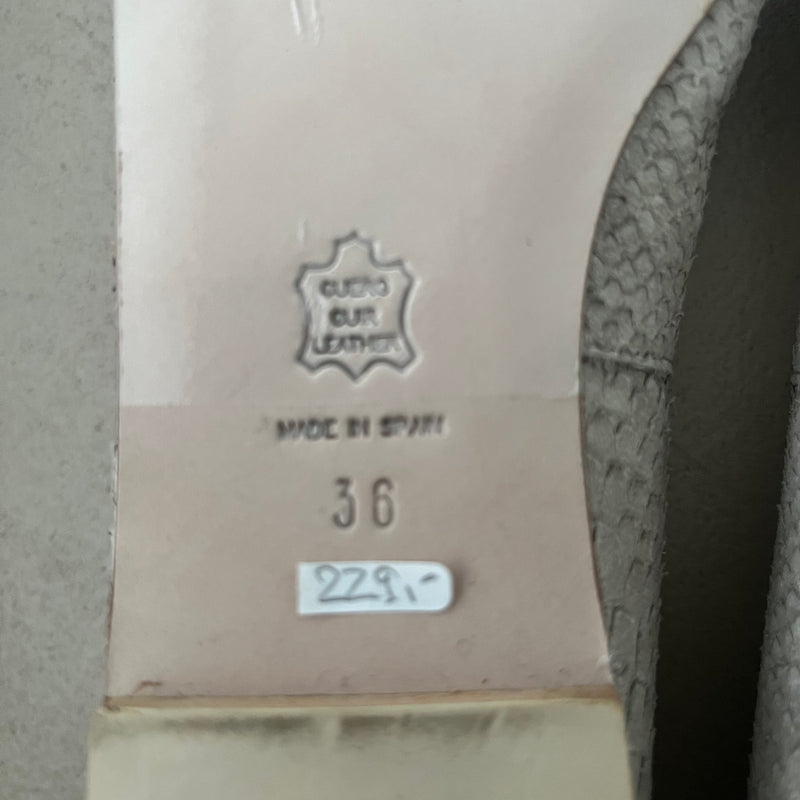 CUERO
CUIR
LEATHER
MADE IN SPAIN
36
229,-